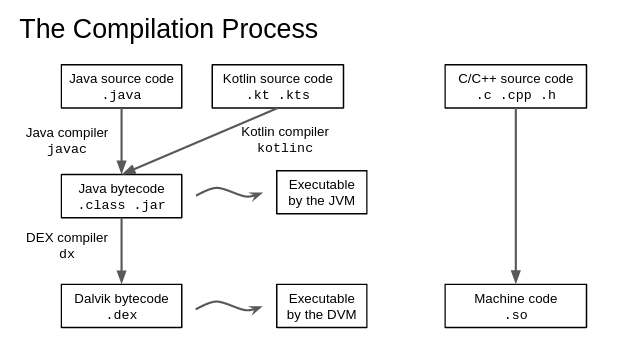 The Compilation Process
Java source code
.java
Kotlin source code
.kt .kts
C/C++ source code
.c .cpp .h
Java compiler
javac
Kotlin compiler
kotlinc
Java bytecode
.class .jar
Executable
by the JVM
DEX compiler
dx
Dalvik bytecode
.dex
Executable
by the DVM
Machine code
.so